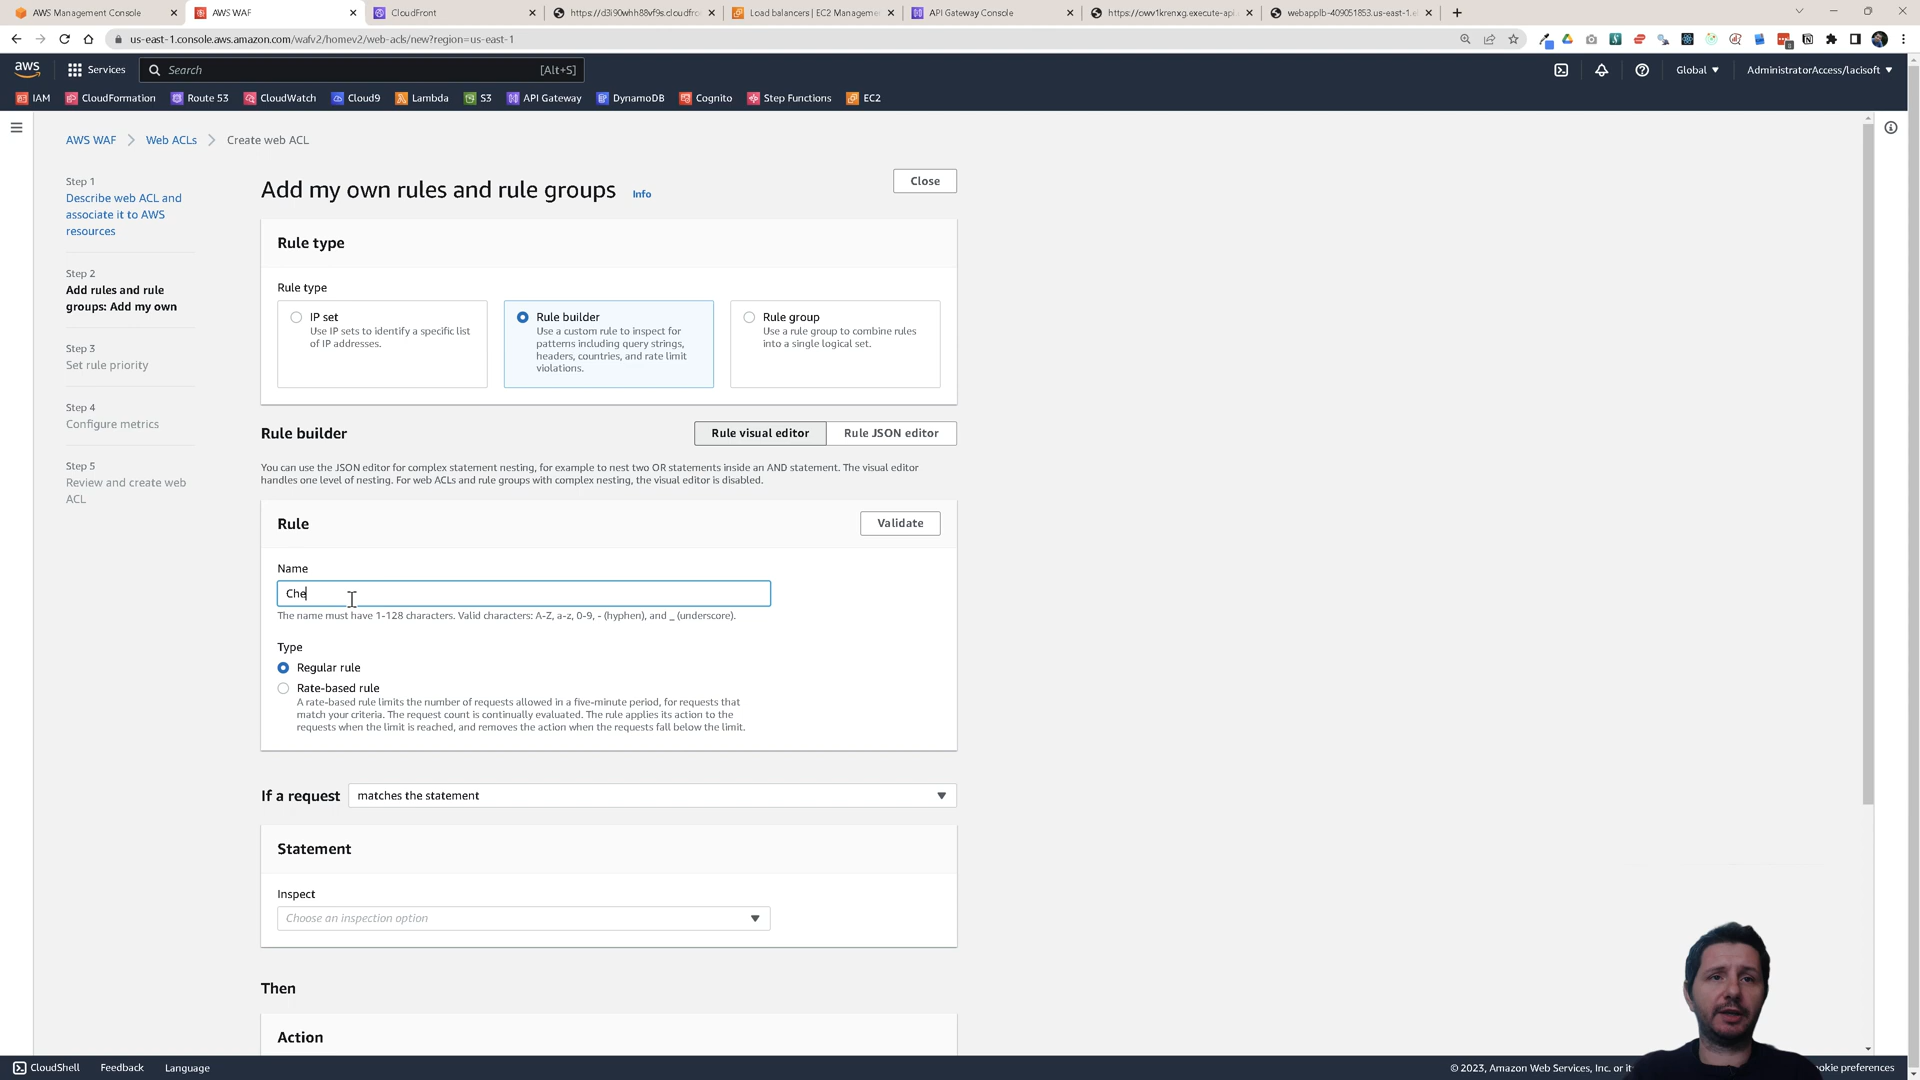 AWS Management Console
AWS WAF
CloudFront
https://d3i90whh88vf9s.cloudfro
Load balancers | EC2 Manageme
API Gateway Console
https://owv1krenxg.execute-api.
webapplb-409051853.us-east-1.el
us-east-1.console.aws.amazon.com/wafv2/homev2/web-acls/new?region=us-east-1
aws
Services
Search
[Alt+S]
Global
AdministratorAccess/lacisoft
IAM
CloudFormation
Route 53
CloudWatch
Cloud9
Lambda
S3
API Gateway
DynamoDB
Cognito
Step Functions
EC2
AWS WAF > Web ACLs > Create web ACL
Step 1
Describe web ACL and
associate it to AWS
resources
Step 2
Add rules and rule
groups: Add my own
Step 3
Set rule priority
Step 4
Configure metrics
Step 5
Review and create web
ACL
Add my own rules and rule groups
Info
Close
Rule type
Rule type
IP set
Use IP sets to identify a specific list
of IP addresses.
Rule builder
Use a custom rule to inspect for
patterns including query strings,
headers, countries, and rate limit
violations.
Rule group
Use a rule group to combine rules
into a single logical set.
Rule builder
Rule visual editor
Rule JSON editor
You can use the JSON editor for complex statement nesting, for example to nest two OR statements inside an AND statement. The visual editor
handles one level of nesting. For web ACLs and rule groups with complex nesting, the visual editor is disabled.
Rule
Validate
Name
Che
The name must have 1-128 characters. Valid characters: A-Z, a-z, 0-9, - (hyphen), and _ (underscore).
Type
Regular rule
Rate-based rule
A rate-based rule limits the number of requests allowed in a five-minute period, for requests that
match your criteria. The request count is continually evaluated. The rule applies its action to the
requests when the limit is reached, and removes the action when the requests fall below the limit.
If a request
matches the statement
Statement
Inspect
Choose an inspection option
Then
Action
CloudShell
Feedback
Language
© 2023, Amazon Web Services, Inc. or it
okie preferences